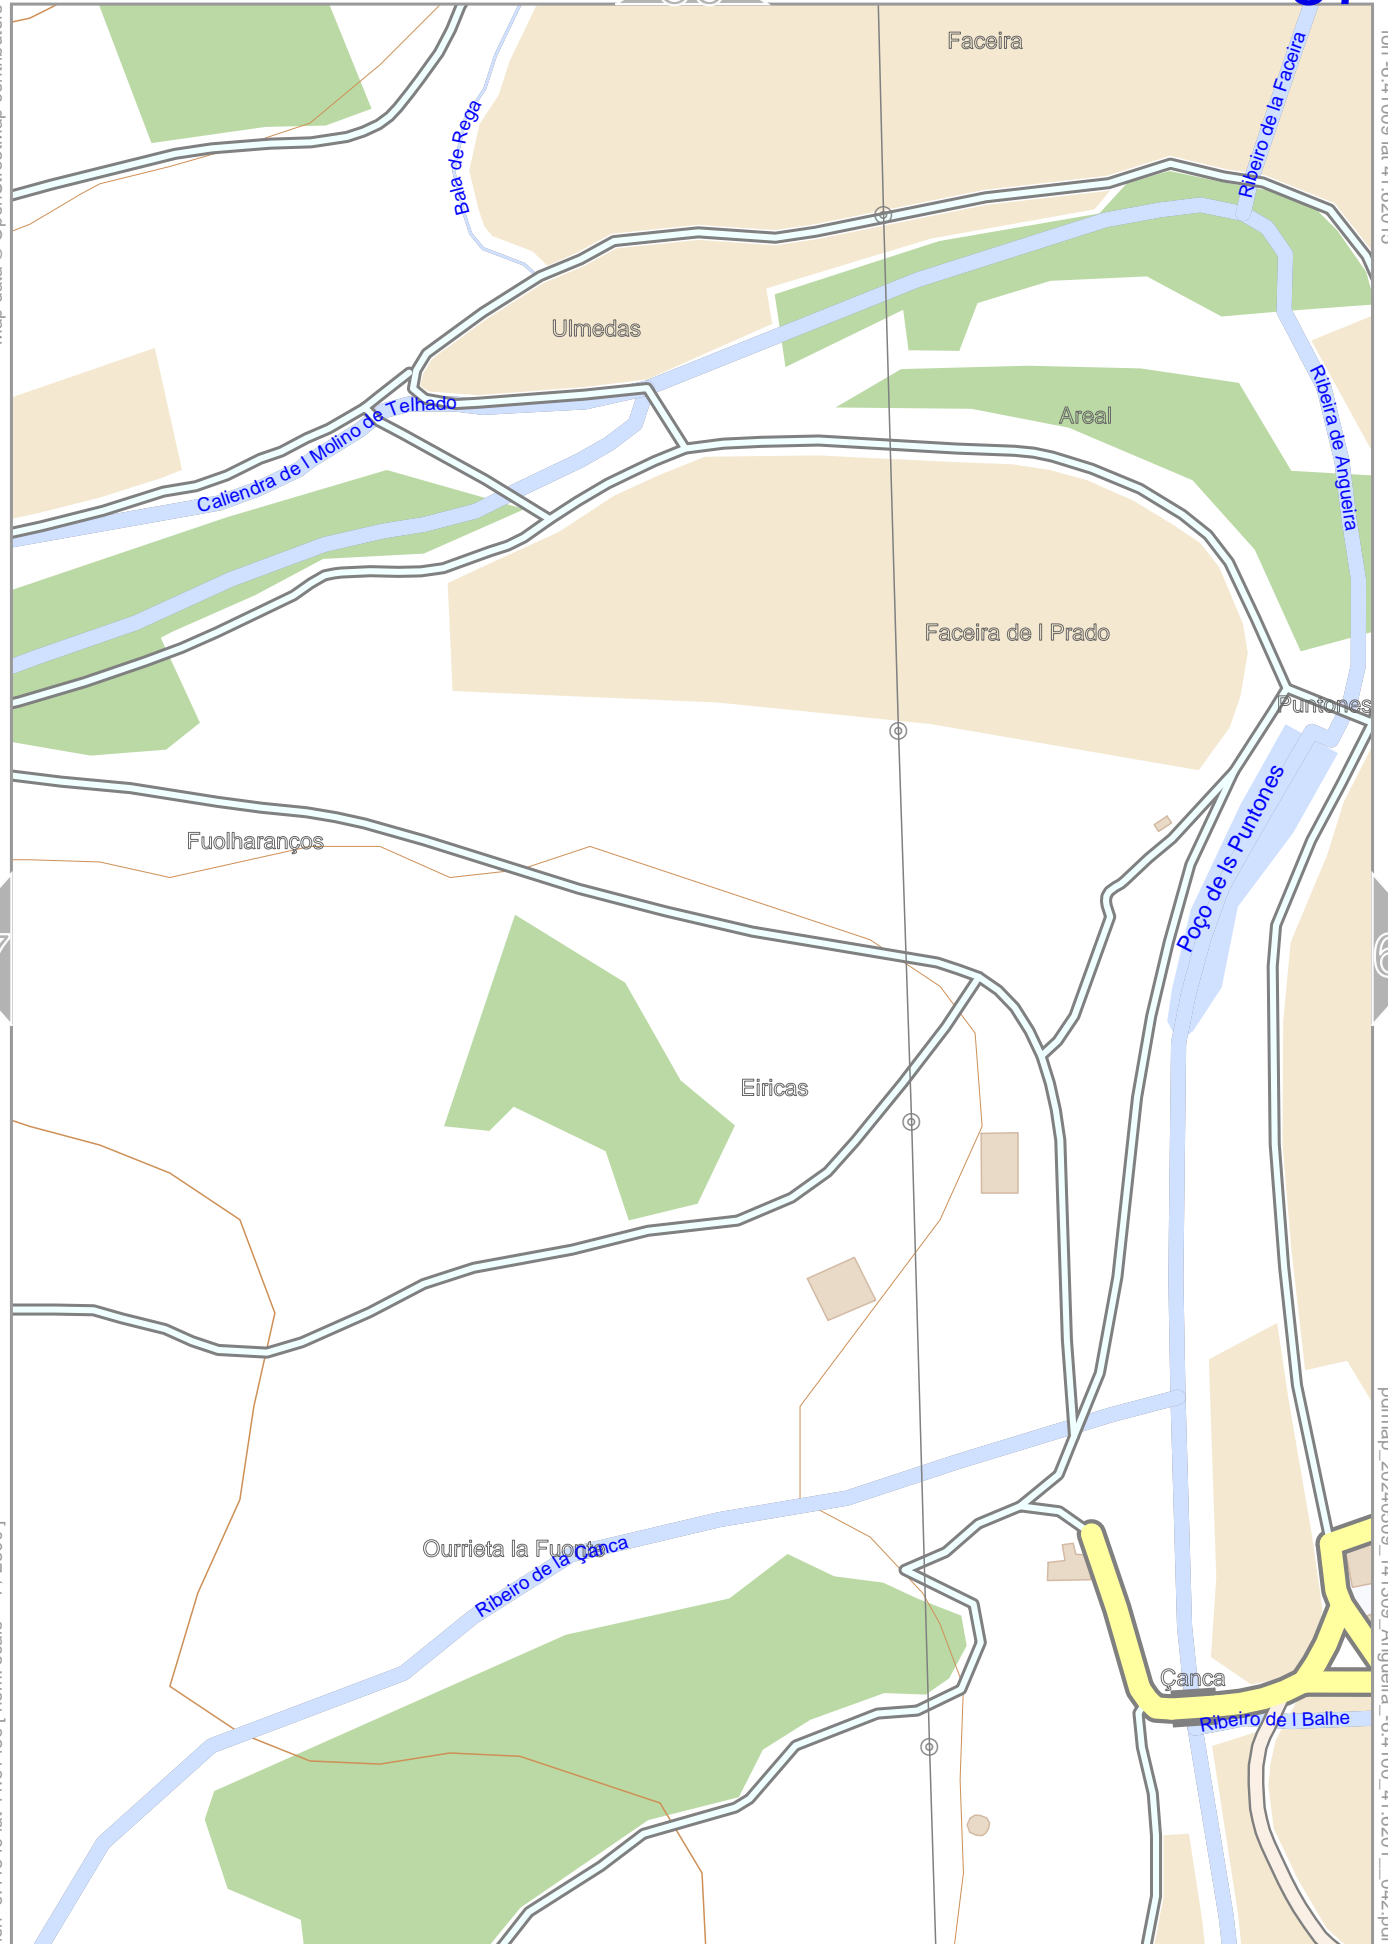 Faceira
Ribeiro de la Faceira
Bala de Rega
Ulmedas
Ribeira de Angueira
Caliendra de l Molino de Telhado
Areal
Faceira de l Prado
Puntones
Poço de ls Puntones
Fuolharanços
Eiricas
Ourrieta la Fuonte
Ribeiro de la Çanca
Çanca
Ribeiro de l Balhe